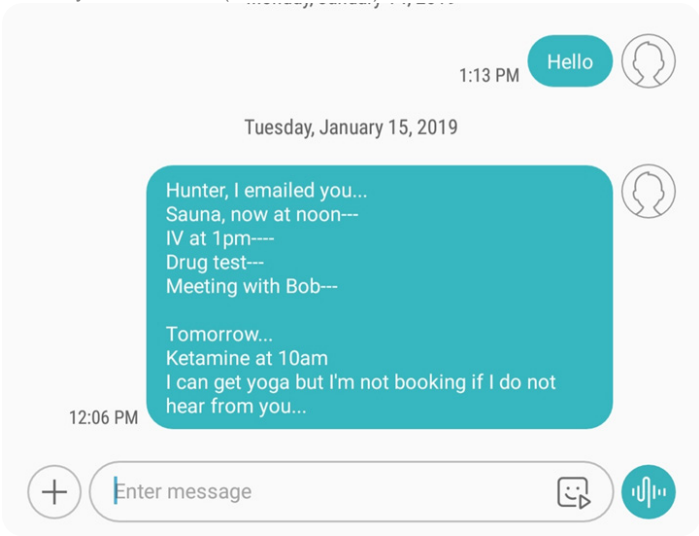 1:13 PM
Hello
Tuesday, January 15, 2019
Hunter, I emailed you...
Sauna, now at noon---
IV at 1pm----
Drug test---
Meeting with Bob---
Tomorrow...
Ketamine at 10am
I can get yoga but I'm not booking if I do not
hear from you...
12:06 PM
Enter message